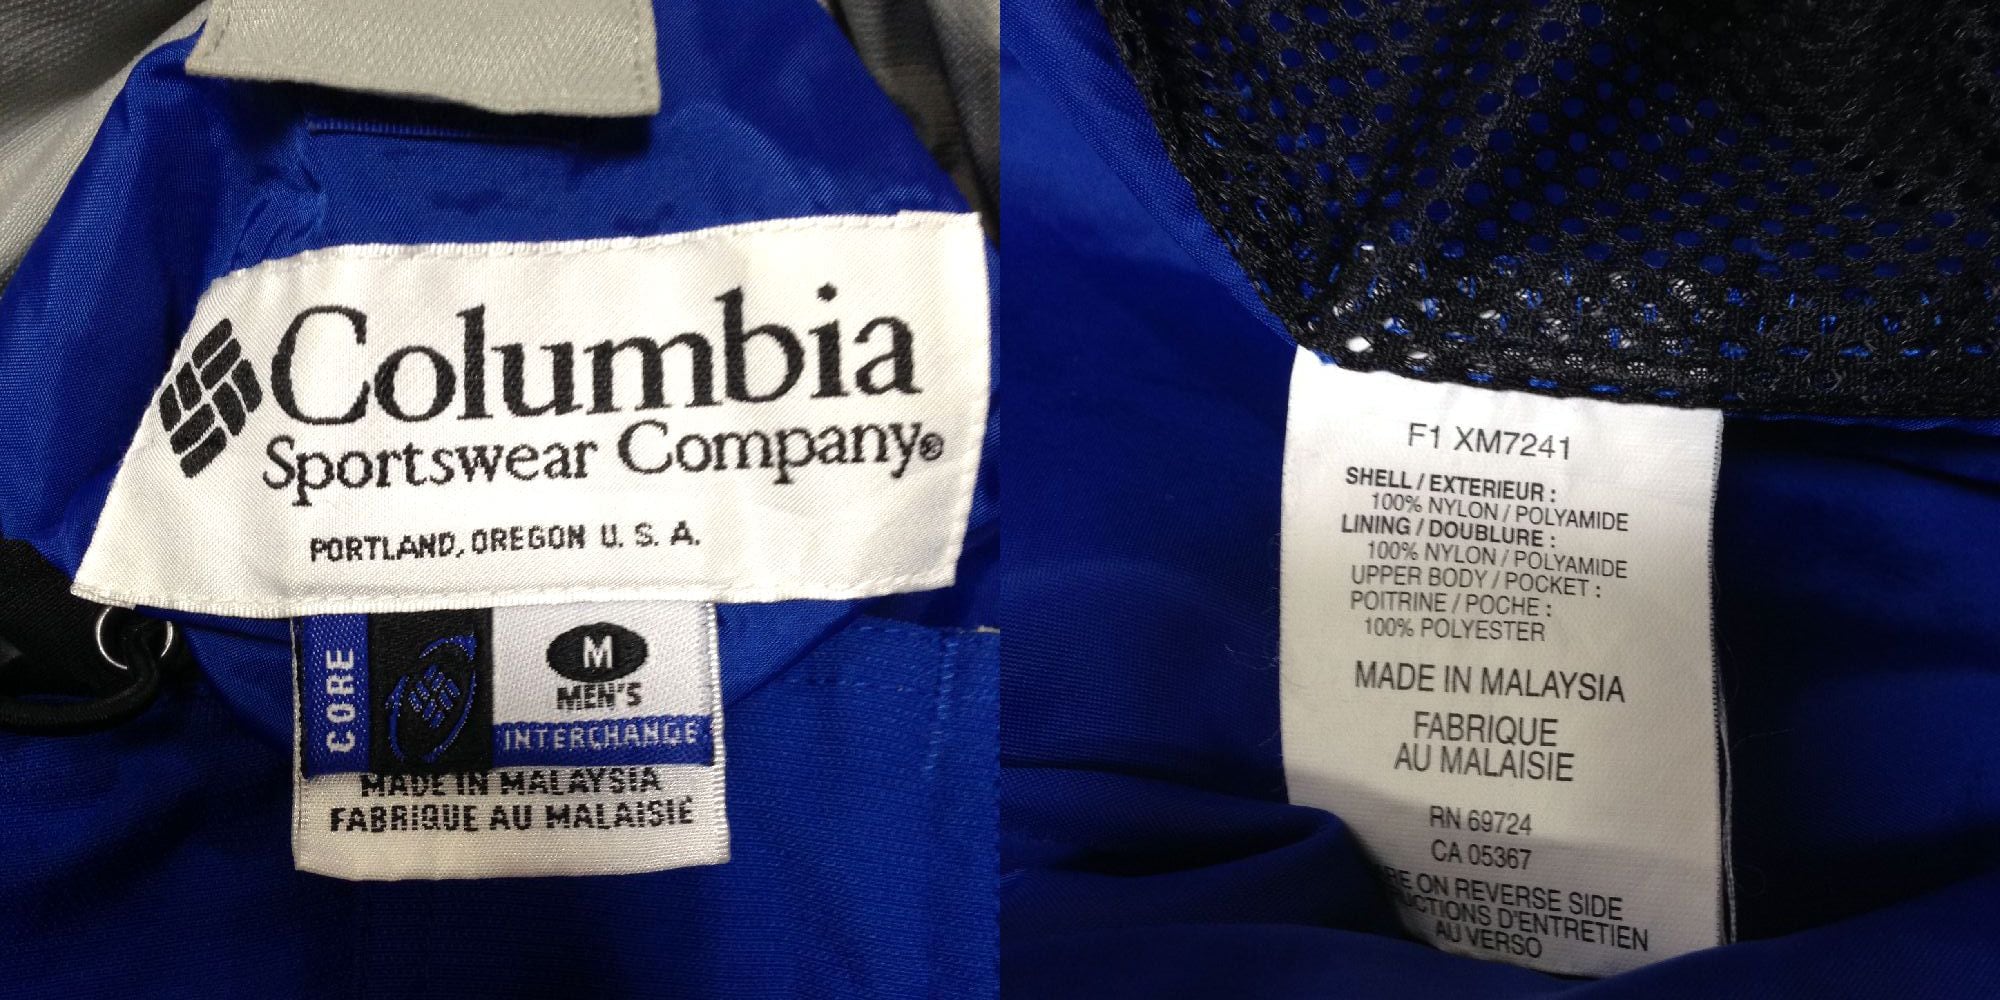 Columbia
Sportswear Company®
PORTLAND, OREGON U. S. A.
CORE
M
MEN'S
INTERCHANGE
MADE IN MALAYSIA
FABRIQUE AU MALAISIE
F1 XM7241
SHELL / EXTERIEUR :
100% NYLON / POLYAMIDE
LINING / DOUBLURE :
100% NYLON / POLYAMIDE
UPPER BODY / POCKET :
POITRINE / POCHE :
100% POLYESTER
MADE IN MALAYSIA
FABRIQUE
AU MALAISIE
RN 69724
CA 05367
ON REVERSE SIDE
D'ENTRETIEN
AU VERSO